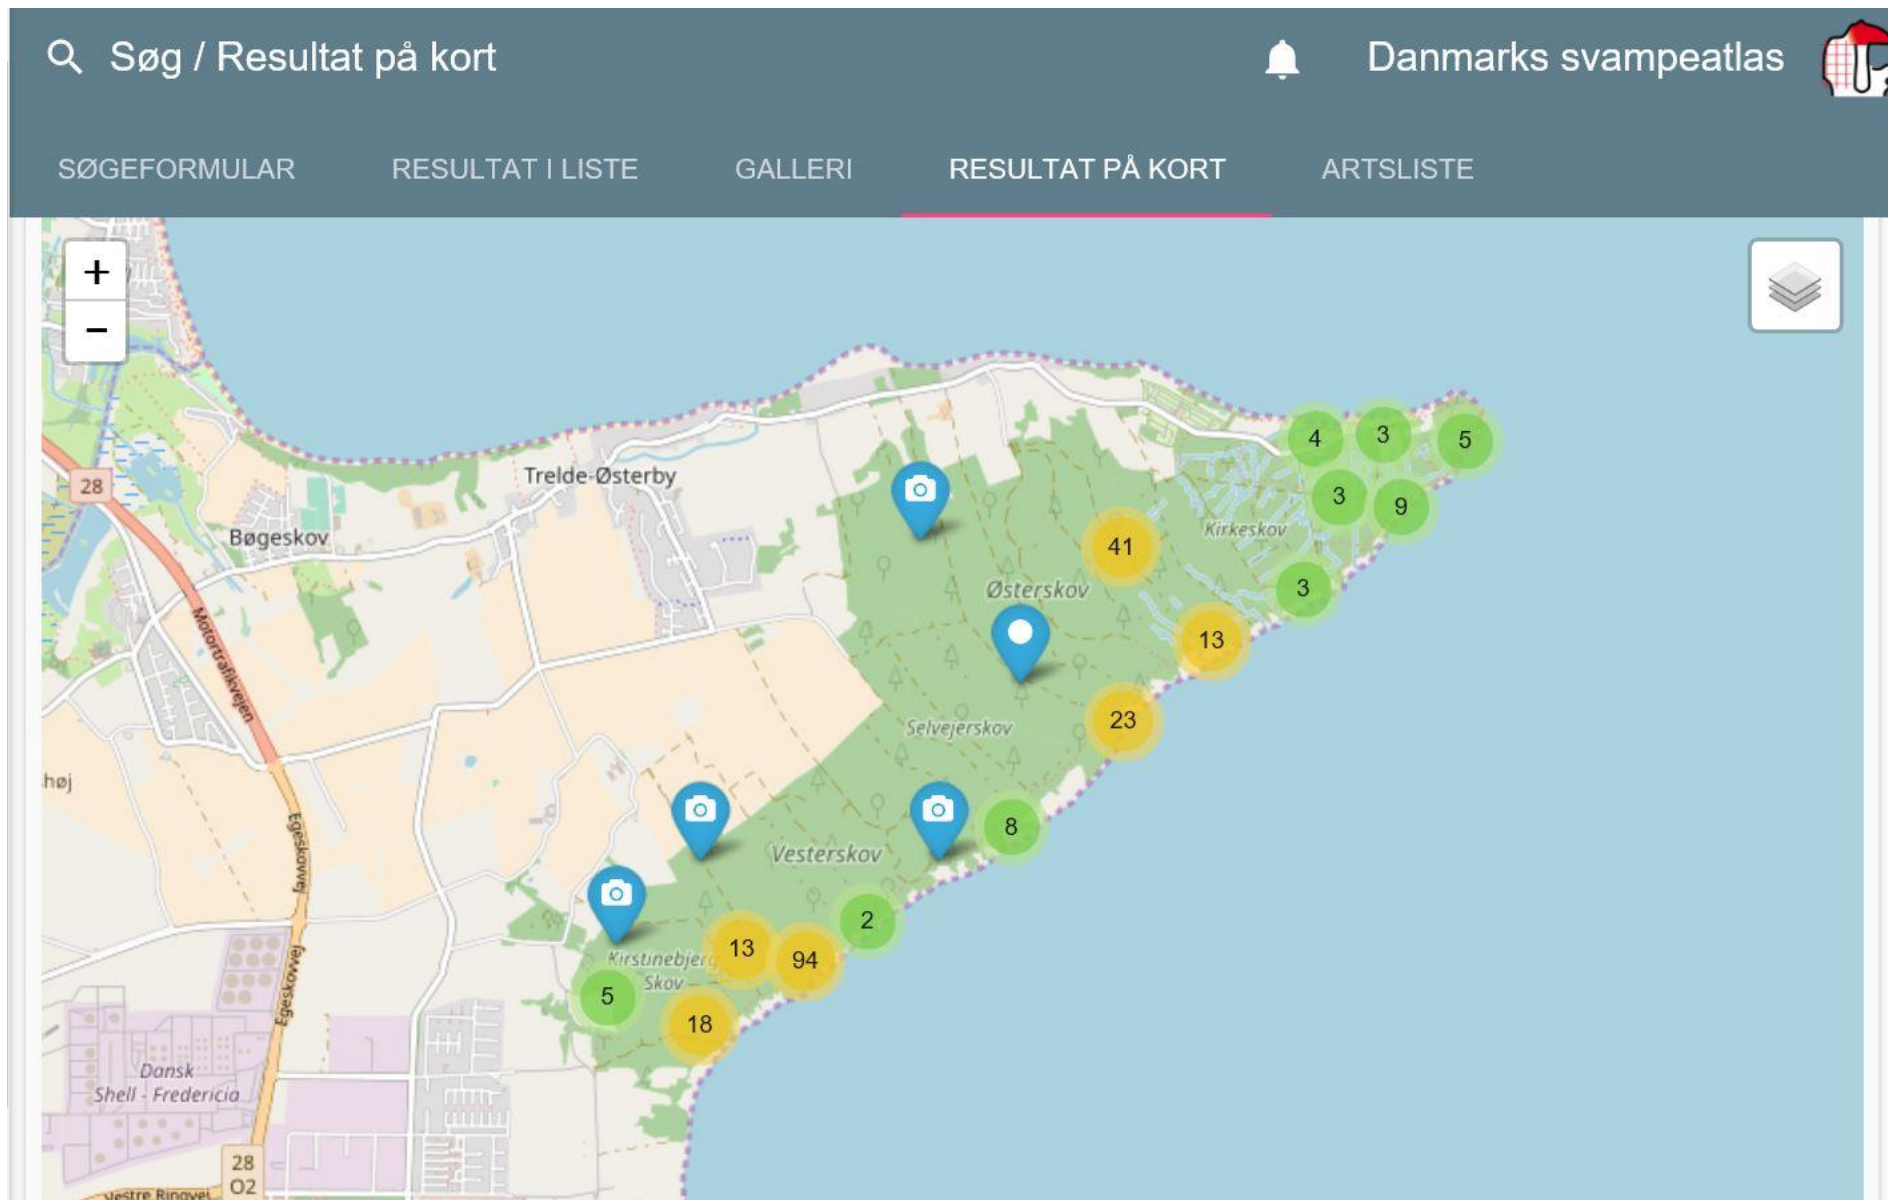 Søg / Resultat på kort
Danmarks svampeatlas
SØGEFORMULAR
RESULTAT I LISTE
GALLERI
RESULTAT PÅ KORT
ARTSLISTE
+
−
4
3
5
Trelde-Østerby
28
3
9
Bøgeskov
Kirkeskov
41
Østerskov
3
Motortrafikvejen
13
23
Selvejerskov
høj
8
Egeskovvej
Vesterskov
2
13
94
Kirstinebjerg
Skov
5
Egeskovvej
18
Dansk
Shell - Fredericia
28
O2
Vestre Ringvej